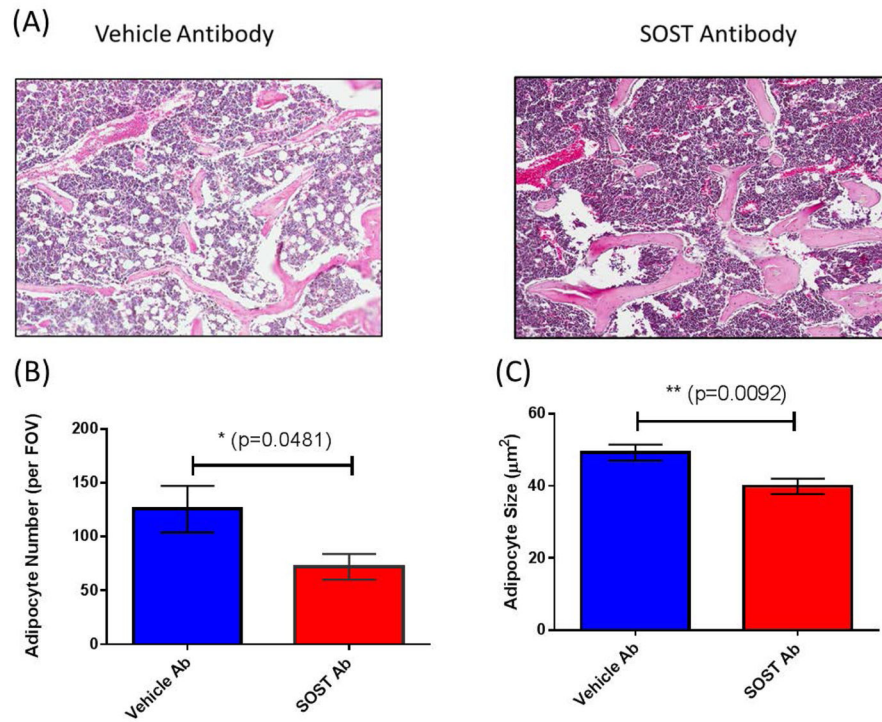 (A)
Vehicle Antibody
SOST Antibody
(B)
Adipocyte Number (per FOV)
200
150
100
50
0
* (p=0.0481)
Vehicle Ab
SOST Ab
(C)
Adipocyte Size (μm²)
60
40
20
0
** (p=0.0092)
Vehicle Ab
SOST Ab